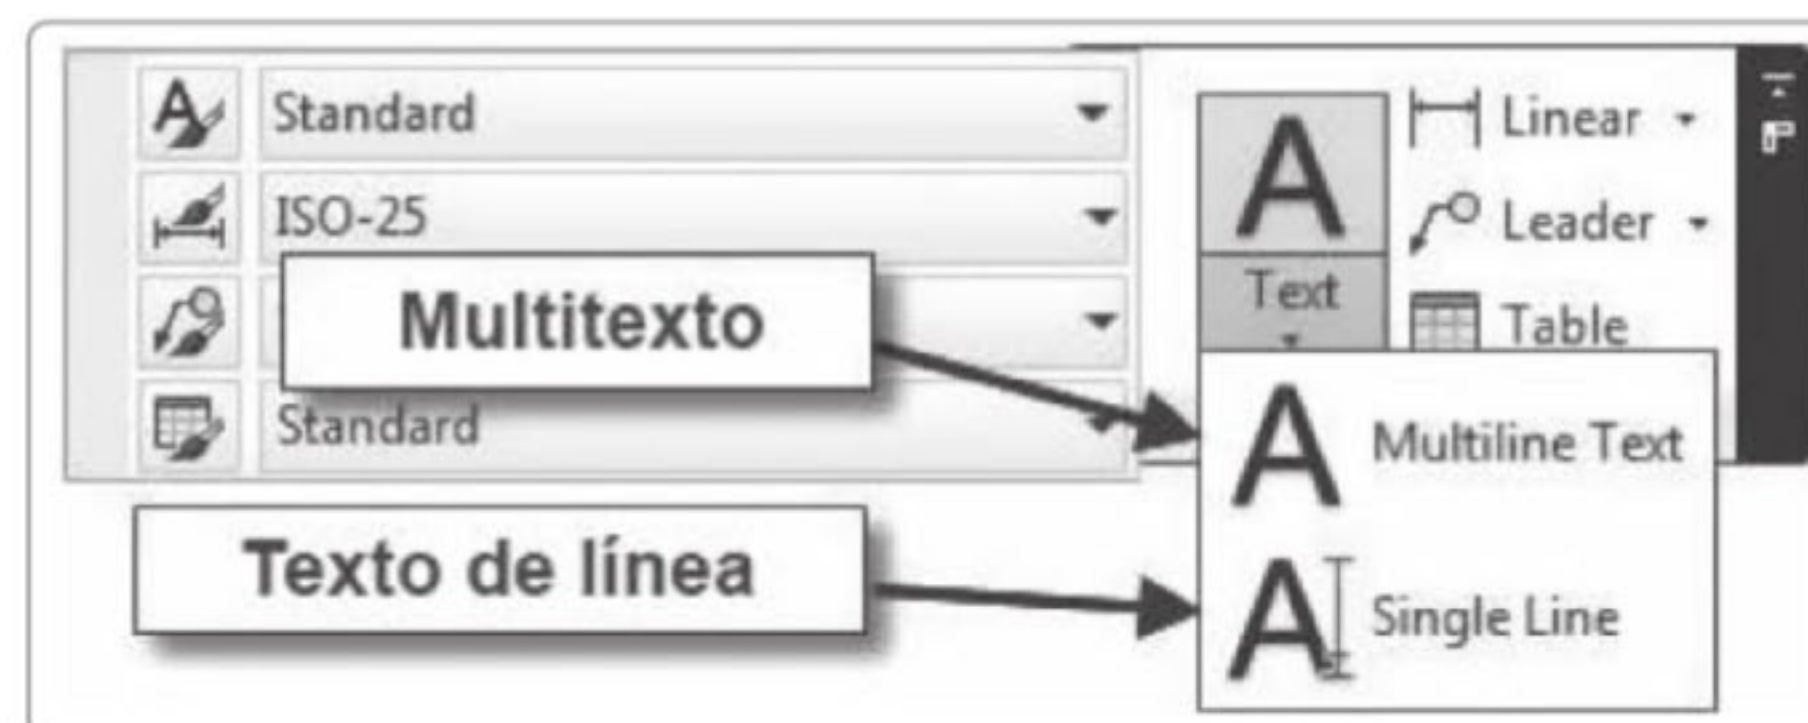 Standard
ISO-25
Multitexto
Standard
Texto de línea
Text
Linear
Leader
Table
Multiline Text
Single Line